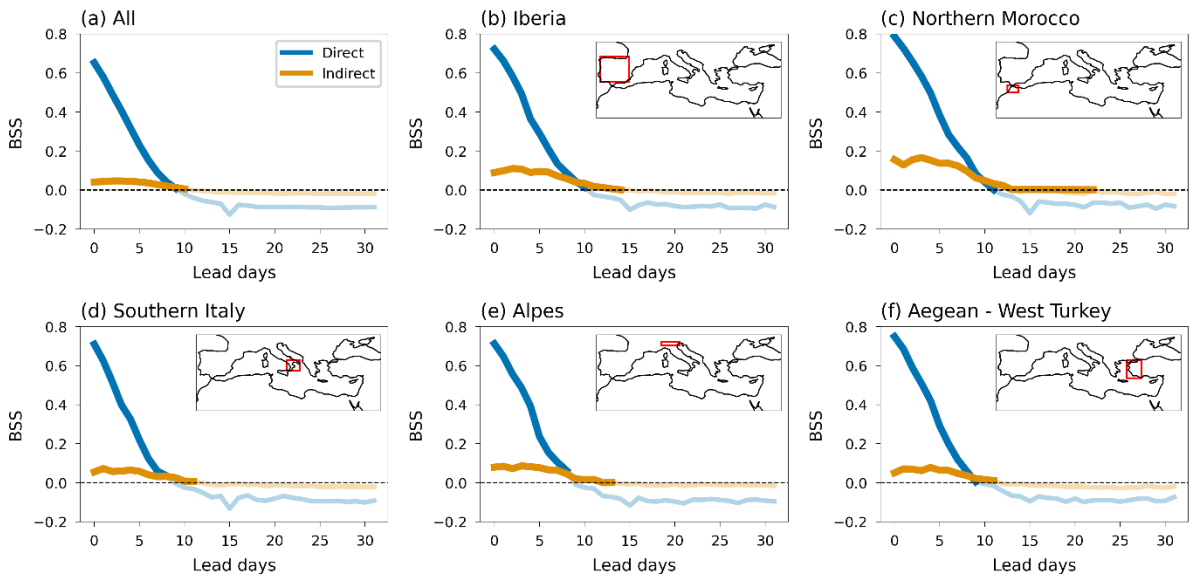 (a) All
0.8
0.6
0.4
0.2
0.0
−0.2
BSS
0 5 10 15 20 25 30
Lead days
Direct
Indirect
(b) Iberia
0.8
0.6
0.4
0.2
0.0
−0.2
BSS
0 5 10 15 20 25 30
Lead days
(c) Northern Morocco
0.8
0.6
0.4
0.2
0.0
−0.2
BSS
0 5 10 15 20 25 30
Lead days
(d) Southern Italy
0.8
0.6
0.4
0.2
0.0
−0.2
BSS
0 5 10 15 20 25 30
Lead days
(e) Alpes
0.8
0.6
0.4
0.2
0.0
−0.2
BSS
0 5 10 15 20 25 30
Lead days
(f) Aegean - West Turkey
0.8
0.6
0.4
0.2
0.0
−0.2
BSS
0 5 10 15 20 25 30
Lead days